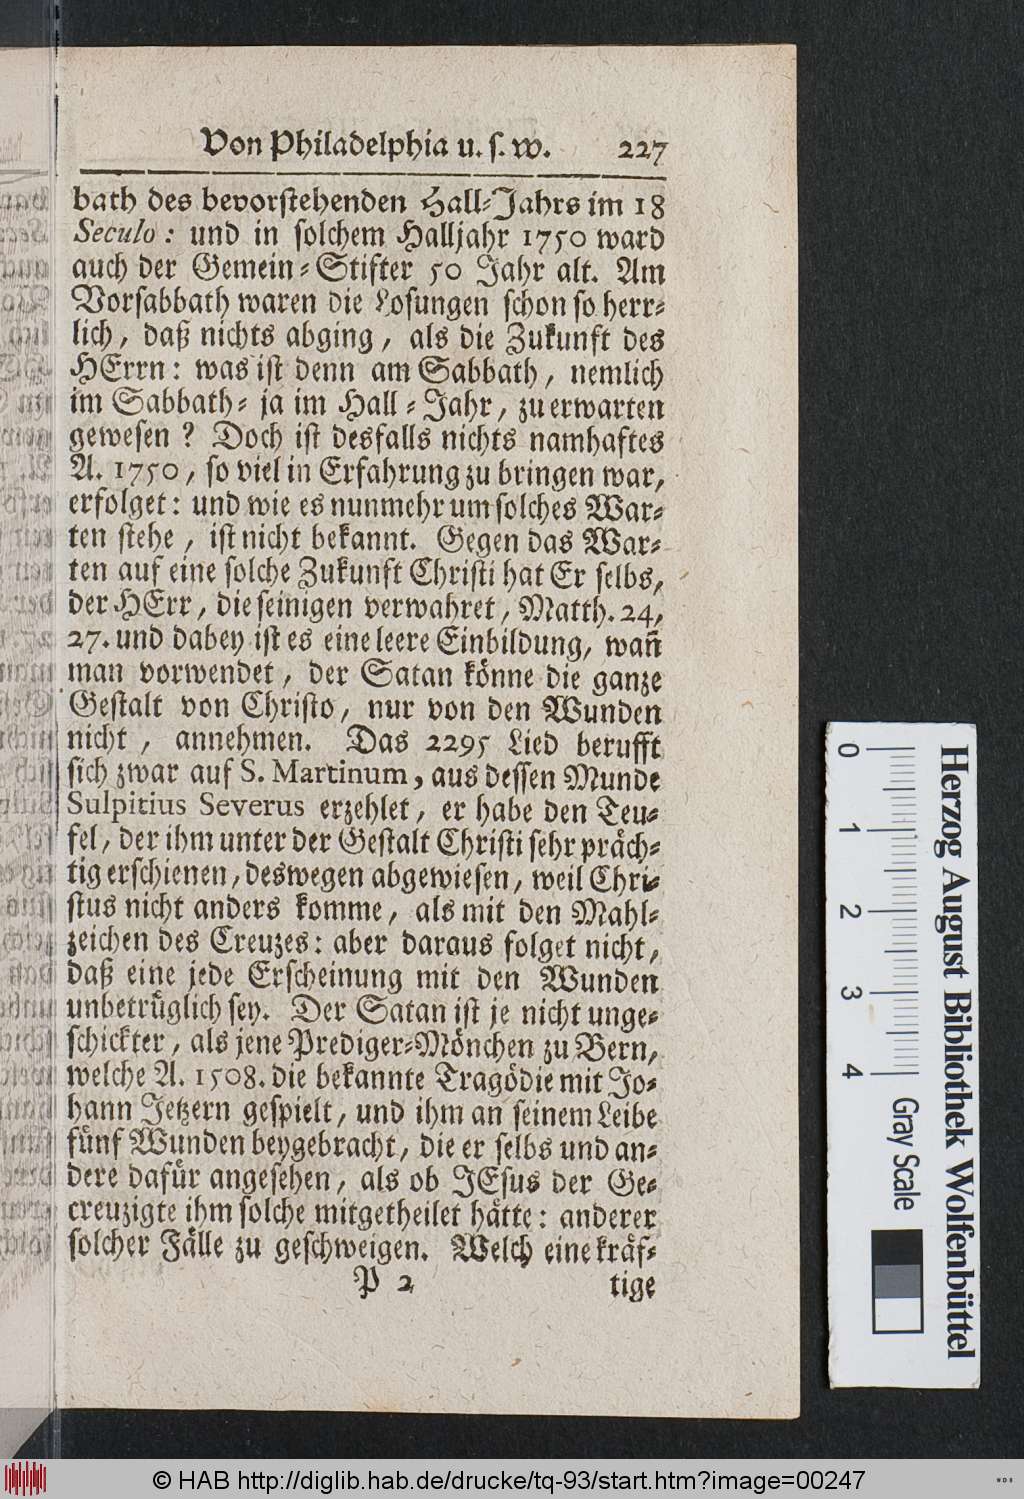 Von Philadelphia u. s. w. 227
bath des bevorstehenden Hall-Jahrs im 18
Seculo: und in solchem Halljahr 1750 ward
auch der Gemein-Stifter 50 Jahr alt. Am
Vorsabbath waren die Losungen schon so herr-
lich, daß nichts abging, als die Zukunft des
HErrn: was ist denn am Sabbath, nemlich
im Sabbath- ja im Hall-Jahr, zu erwarten
gewesen? Doch ist desfalls nichts namhaftes
A. 1750, so viel in Erfahrung zu bringen war,
erfolget: und wie es nunmehr um solches War-
ten stehe, ist nicht bekannt. Gegen das War-
ten auf eine solche Zukunft Christi hat Er selbs,
der HErr, die seinigen verwahret, Matth. 24,
27. und dabey ist es eine leere Einbildung, wañ
man vorwendet, der Satan könne die ganze
Gestalt von Christo, nur von den Wunden
nicht, annehmen. Das 2295 Lied berufft
sich zwar auf S. Martinum, aus dessen Munde
Sulpitius Severus erzehlet, er habe den Teu-
fel, der ihm unter der Gestalt Christi sehr präch-
tig erschienen, deswegen abgewiesen, weil Chri-
stus nicht anders komme, als mit den Mahl-
zeichen des Creuzes: aber daraus folget nicht,
daß eine jede Erscheinung mit den Wunden
unbetrüglich sey. Der Satan ist je nicht unge-
schickter, als jene Prediger-Mönchen zu Bern,
welche A. 1508. die bekannte Tragödie mit Jo-
hann Jetzern gespielt, und ihm an seinem Leibe
fünf Wunden beygebracht, die er selbs und an-
dere dafür angesehen, als ob JEsus der Ge-
creuzigte ihm solche mitgetheilet hätte: anderer
solcher Fälle zu geschweigen. Welch eine kräf-
P 2 tige
Herzog August Bibliothek Wolfenbüttel
0 1 2 3 4 Gray Scale
© HAB http://diglib.hab.de/drucke/tq-93/start.htm?image=00247